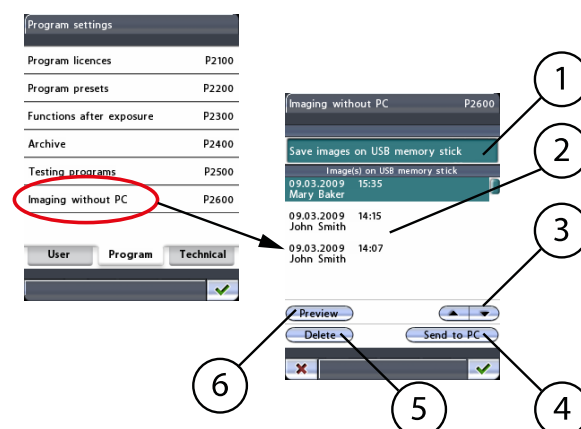 Program settings
Program licences P2100
Program presets P2200
Functions after exposure P2300
Archive P2400
Testing programs P2500
Imaging without PC P2600
User Program Technical
Imaging without PC P2600
Save images on USB memory stick
Image(s) on USB memory stick
09.03.2009 15:35
Mary Baker
09.03.2009 14:15
John Smith
09.03.2009 14:07
John Smith
Preview
Delete Send to PC
1
2
3
4
5
6